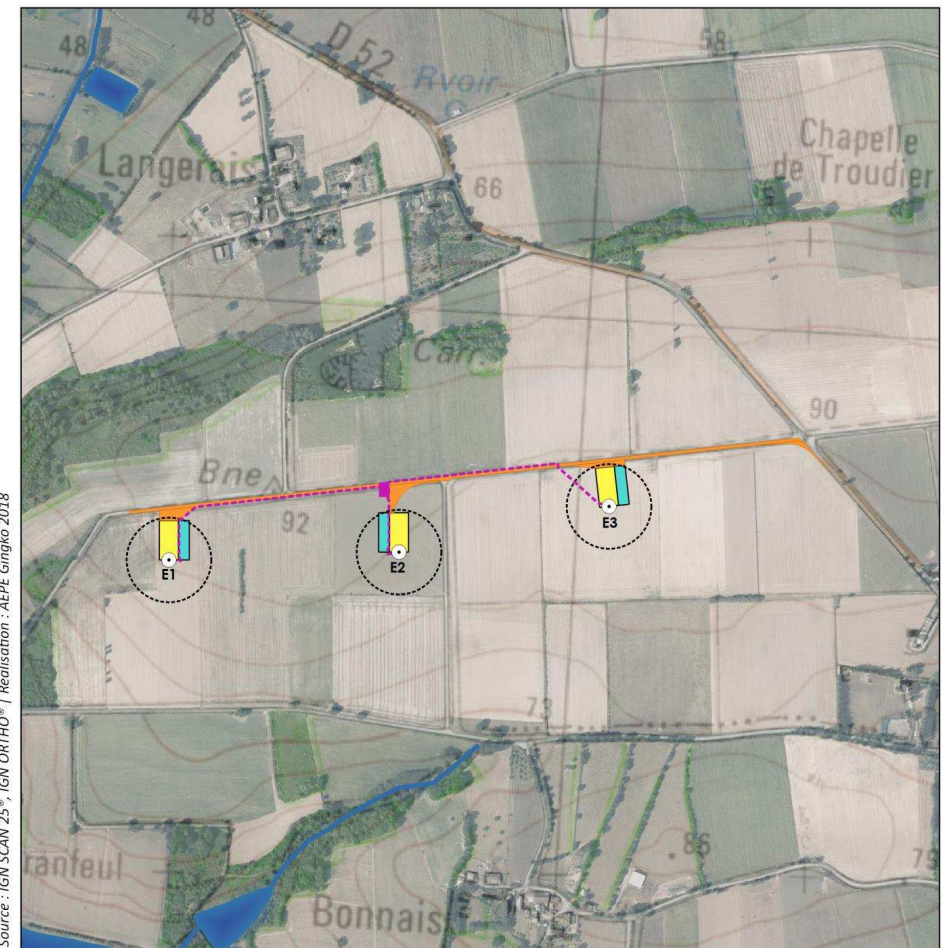 48
48
D 52
58
Rvoir
Chapelle
de Troudier
Langerais
66
Carr.
90
Bne
92
E1
E2
E3
73
ranfeul
86
79
Bonnais
Source : IGN SCAN 25®, IGN ORTHO® | Réalisation : AEPE Gingko 2018